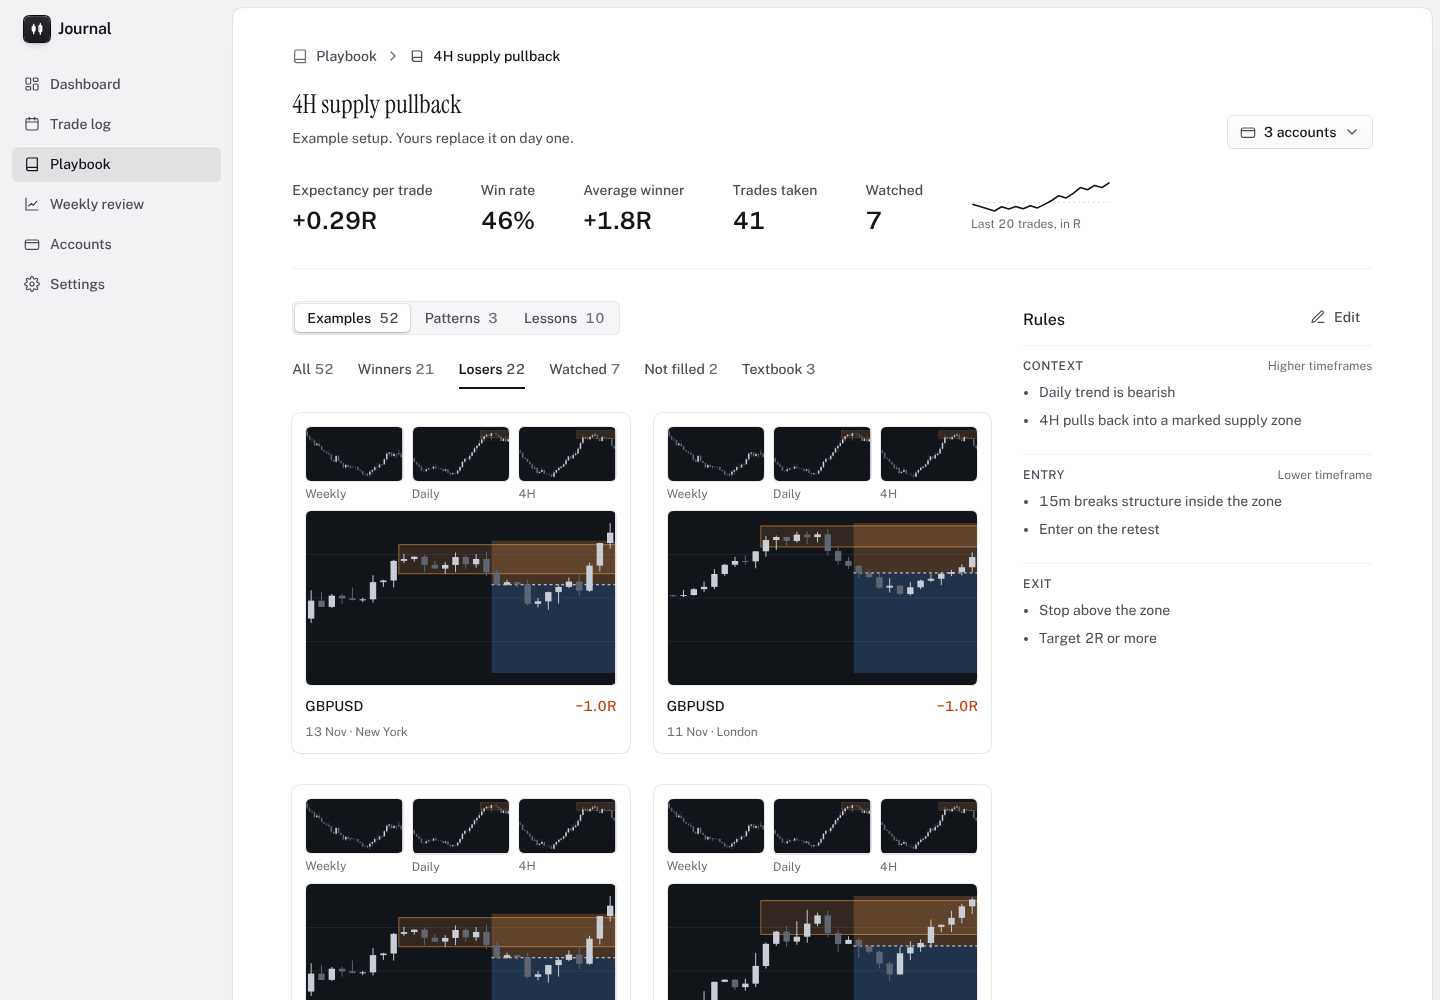 Journal
Dashboard
Trade log
Playbook
Weekly review
Accounts
Settings
Playbook > 4H supply pullback
4H supply pullback
Example setup. Yours replace it on day one.
3 accounts
Expectancy per trade
+0.29R
Win rate
46%
Average winner
+1.8R
Trades taken
41
Watched
7
Last 20 trades, in R
Examples 52 Patterns 3 Lessons 10
All 52 Winners 21 Losers 22 Watched 7 Not filled 2 Textbook 3
Weekly Daily 4H
GBPUSD −1.0R
13 Nov · New York
Weekly Daily 4H
GBPUSD −1.0R
11 Nov · London
Weekly Daily 4H
Weekly Daily 4H
Rules Edit
CONTEXT Higher timeframes
• Daily trend is bearish
• 4H pulls back into a marked supply zone
ENTRY Lower timeframe
• 15m breaks structure inside the zone
• Enter on the retest
EXIT
• Stop above the zone
• Target 2R or more